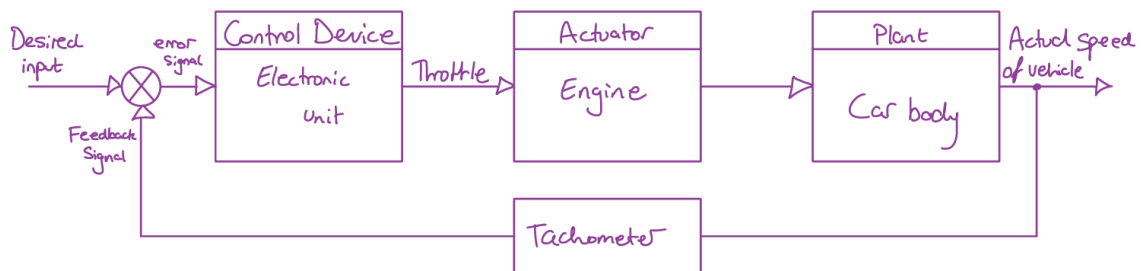 Desired
input
error
Signal
Feedback
Signal
Control Device
Electronic
unit
Throttle
Actuator
Engine
Plant
Car body
Actual speed
of vehicle
Tachometer